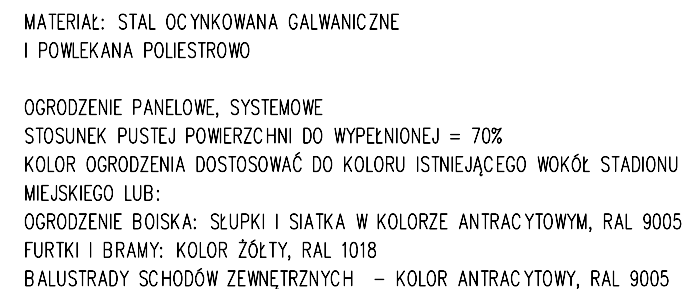 MATERIAŁ: STAL OCYNKOWANA GALWANICZNE
I POWLEKANA POLIESTROWO
OGRODZENIE PANELOWE, SYSTEMOWE
STOSUNEK PUSTEJ POWIERZCHNI DO WYPEŁNIONEJ = 70%
KOLOR OGRODZENIA DOSTOSOWAĆ DO KOLORU ISTNIEJĄCEGO WOKÓŁ STADIONU
MIEJSKIEGO LUB:
OGRODZENIE BOISKA: SŁUPKI I SIATKA W KOLORZE ANTRACYTOWYM, RAL 9005
FURTKI I BRAMY: KOLOR ŻÓŁTY, RAL 1018
BALUSTRADY SCHODÓW ZEWNĘTRZNYCH – KOLOR ANTRACYTOWY, RAL 9005